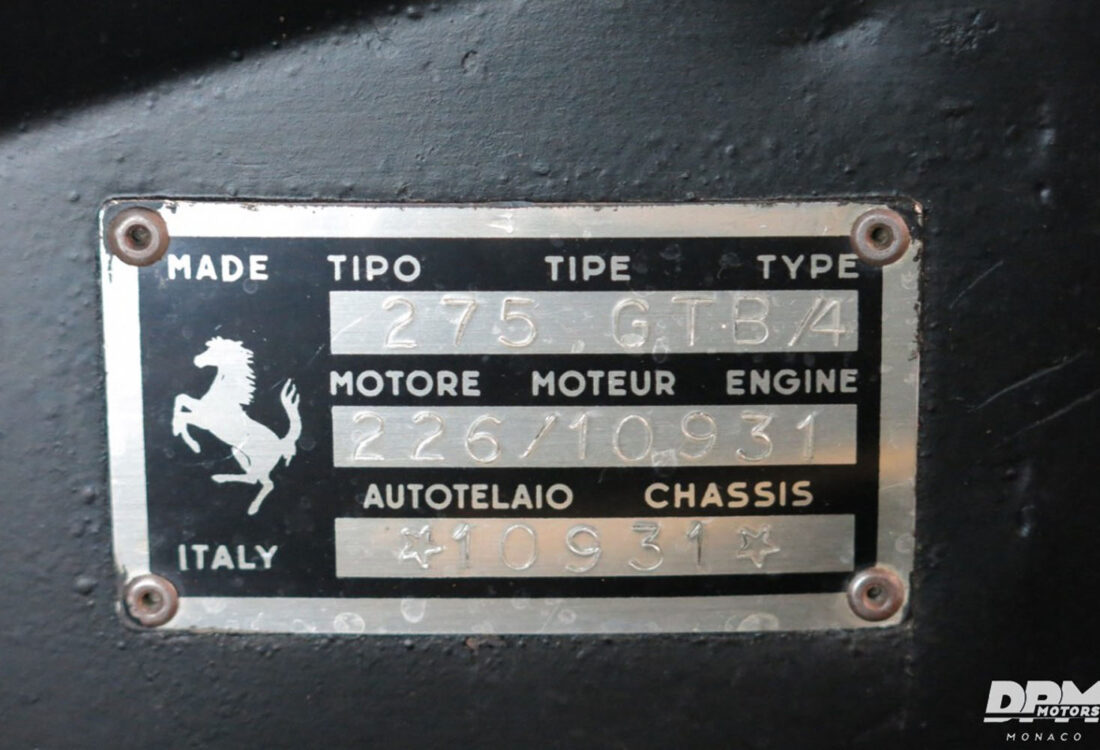 MADE TIPO TIPE TYPE
275 GTB/4
MOTORE MOTEUR ENGINE
226/10931
AUTOTELAIO CHASSIS
ITALY ☆10931☆
DPM
MOTORS
MONACO